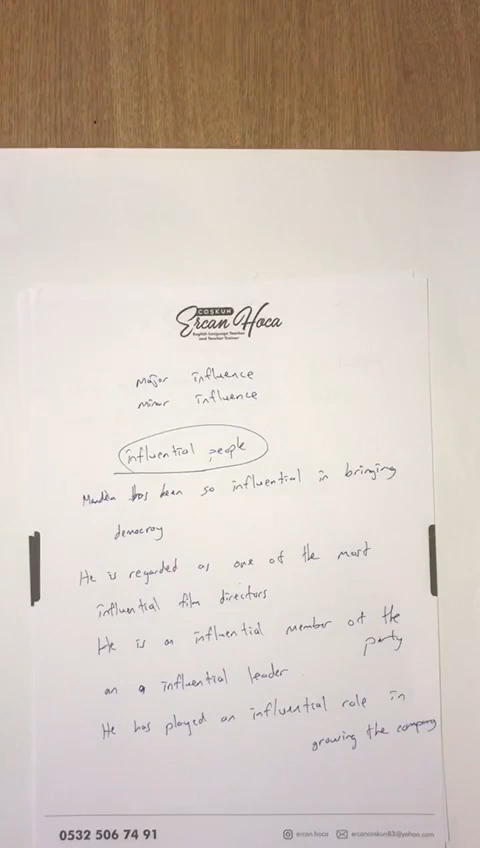 COSKUN
Ercan Hoca
English Language Teacher
and Teacher Trainer
Major influence
Minor influence
influential people
has been so influential in bringing
democracy
He is regarded as one of the most
influential film directors
He is an influential member of the
party
an influential leader
He has played an influential role in
growing the company
0532 506 74 91
ercan.hoca
ercancoskun83@yahoo.com